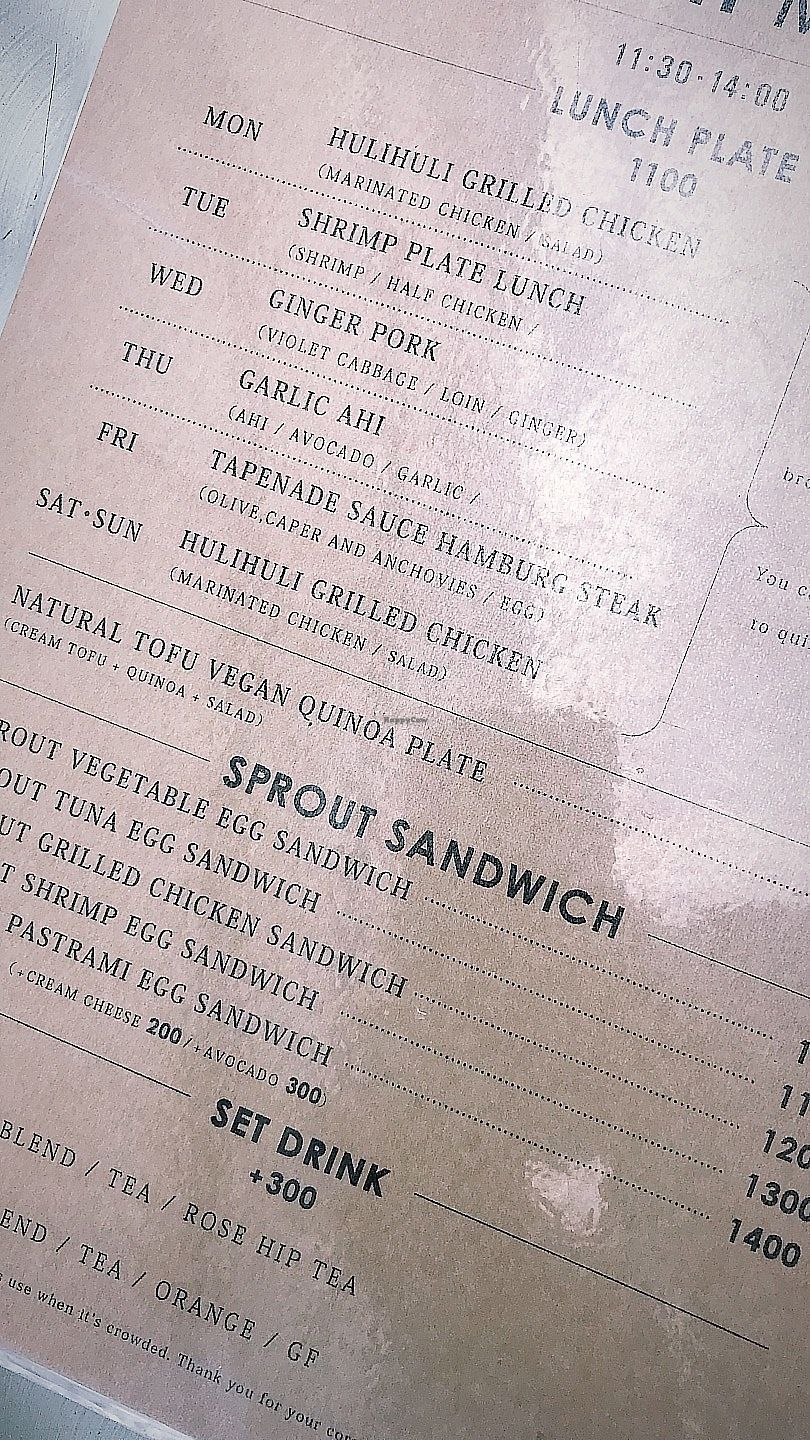 11:30-14:00
LUNCH PLATE
1100
MON HULIHULI GRILLED CHICKEN
(MARINATED CHICKEN / SALAD)
TUE SHRIMP PLATE LUNCH
(SHRIMP / HALF CHICKEN /
WED GINGER PORK
(VIOLET CABBAGE / LOIN / GINGER)
THU GARLIC AHI
(AHI / AVOCADO / GARLIC /
FRI TAPENADE SAUCE HAMBURG STEAK
(OLIVE,CAPER AND ANCHOVIES / EGG)
SAT·SUN HULIHULI GRILLED CHICKEN
(MARINATED CHICKEN / SALAD)
You
to
NATURAL TOFU VEGAN QUINOA PLATE
(CREAM TOFU + QUINOA + SALAD)
HappyCow
SPROUT SANDWICH
ROUT VEGETABLE EGG SANDWICH
OUT TUNA EGG SANDWICH
UT GRILLED CHICKEN SANDWICH 120
T SHRIMP EGG SANDWICH 1300
PASTRAMI EGG SANDWICH 1400
(+CREAM CHEESE 200/+AVOCADO 300)
SET DRINK
+300
BLEND / TEA / ROSE HIP TEA
END / TEA / ORANGE / GF
use when it's crowded. Thank you for your